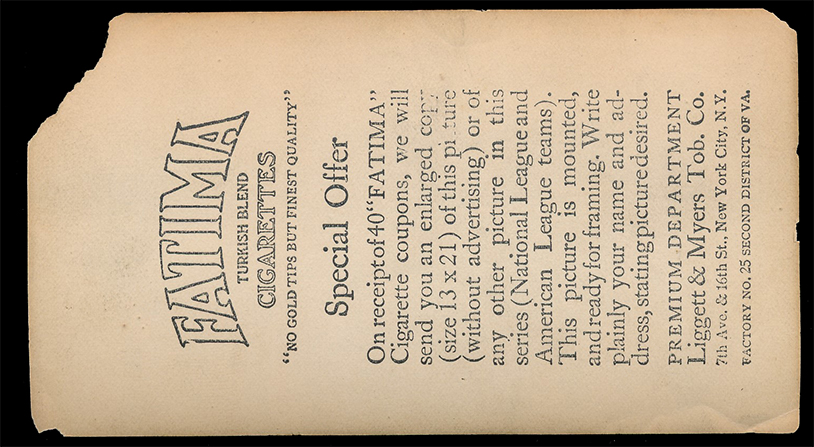 FATIMA
TURKISH BLEND
CIGARETTES
"NO GOLD TIPS BUT FINEST QUALITY"
Special Offer
On receipt of 40 "FATIMA"
Cigarette coupons, we will
send you an enlarged copy
(size 13 x 21) of this picture
(without advertising) or of
any other picture in this
series (National League and
American League teams).
This picture is mounted,
and ready for framing. Write
plainly your name and ad-
dress, stating picture desired.
PREMIUM DEPARTMENT
Liggett & Myers Tob. Co.
7th Ave. & 16th St., New York City, N.Y.
FACTORY NO. 25 SECOND DISTRICT OF VA.